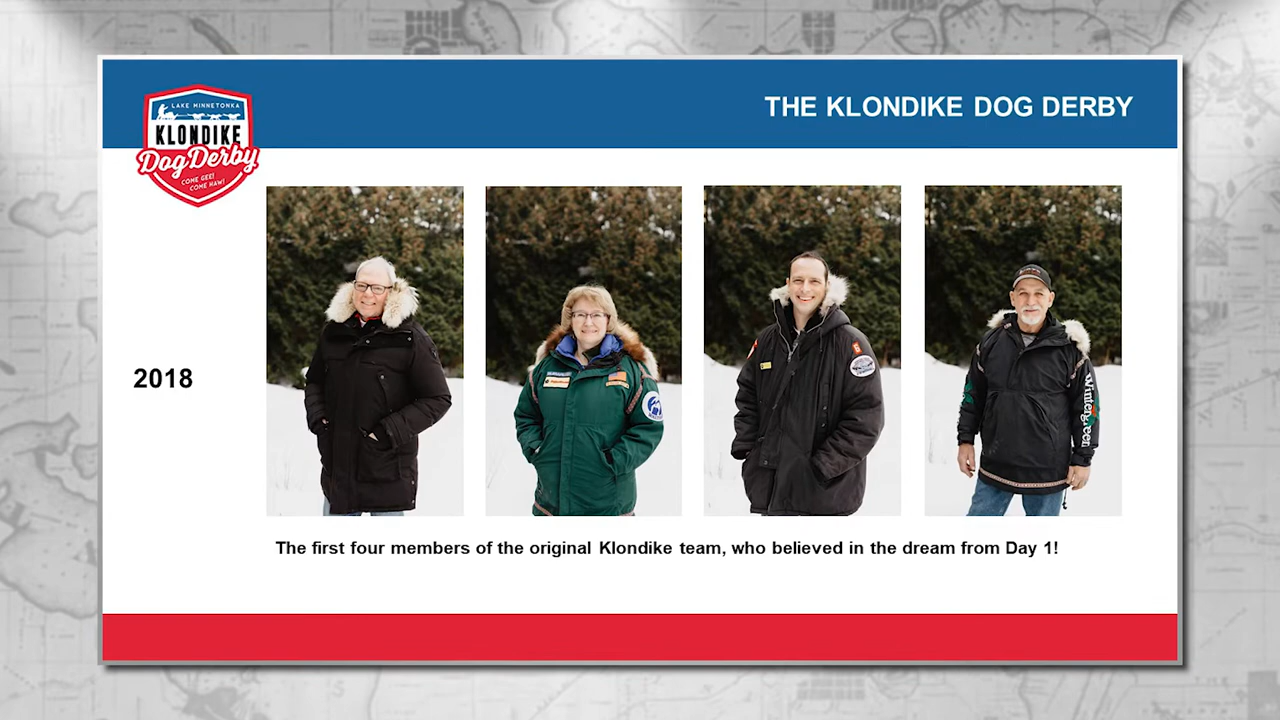 THE KLONDIKE DOG DERBY
LAKE MINNETONKA
KLONDIKE
Dog Derby
COME GEE!
COME HAW!
2018
Wintergreen
The first four members of the original Klondike team, who believed in the dream from Day 1!